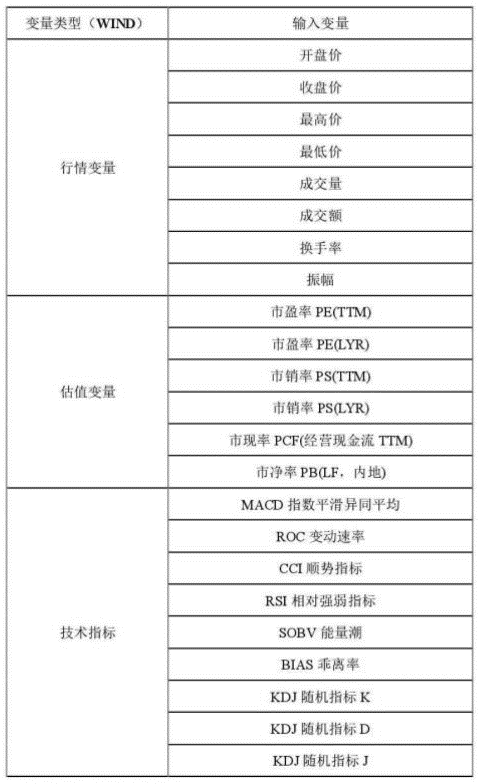 变量类型（WIND） 输入变量
行情变量
开盘价
收盘价
最高价
最低价
成交量
成交额
换手率
振幅
估值变量
市盈率 PE(TTM)
市盈率 PE(LYR)
市销率 PS(TTM)
市销率 PS(LYR)
市现率 PCF(经营现金流 TTM)
市净率 PB(LF，内地)
技术指标
MACD 指数平滑异同平均
ROC 变动速率
CCI 顺势指标
RSI 相对强弱指标
SOBV 能量潮
BIAS 乖离率
KDJ 随机指标 K
KDJ 随机指标 D
KDJ 随机指标 J